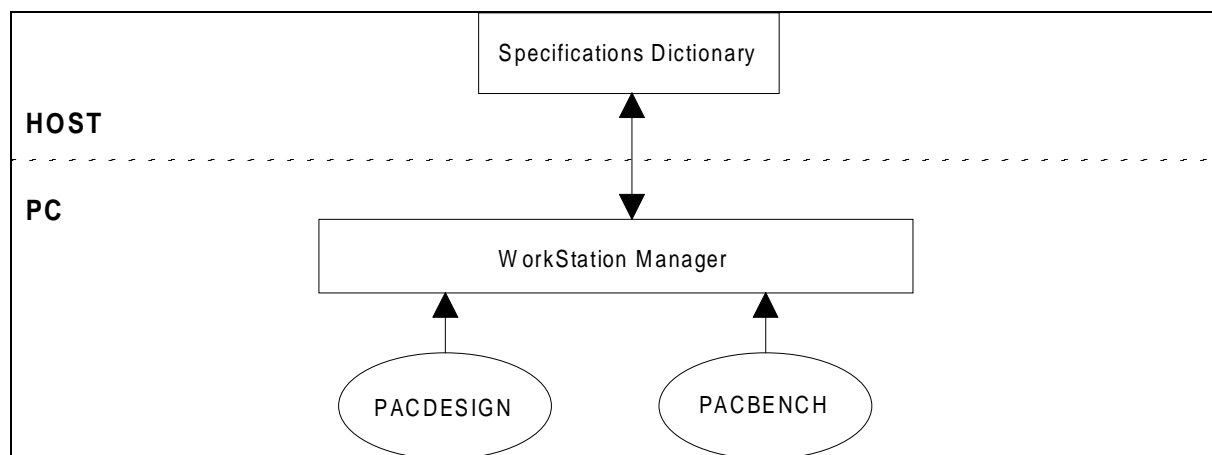 Specifications Dictionary
HOST
PC
WorkStation Manager
PACDESIGN
PACBENCH